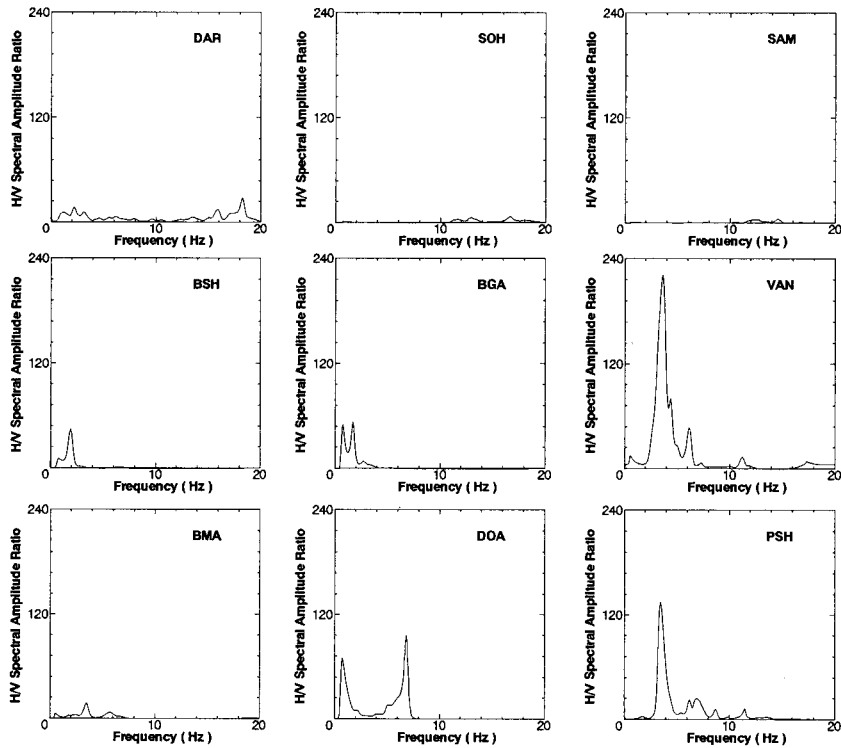 240
120
0
10
20
H/V Spectral Amplitude Ratio
Frequency ( Hz )
DAR
240
120
0
10
20
H/V Spectral Amplitude Ratio
Frequency ( Hz )
SOH
240
120
0
10
20
H/V Spectral Amplitude Ratio
Frequency ( Hz )
SAM
240
120
0
10
20
H/V Spectral Amplitude Ratio
Frequency ( Hz )
BSH
240
120
0
10
20
H/V Spectral Amplitude Ratio
Frequency ( Hz )
BGA
240
120
0
10
20
H/V Spectral Amplitude Ratio
Frequency ( Hz )
VAN
240
120
0
10
20
H/V Spectral Amplitude Ratio
Frequency ( Hz )
BMA
240
120
0
10
20
H/V Spectral Amplitude Ratio
Frequency ( Hz )
DOA
240
120
0
10
20
H/V Spectral Amplitude Ratio
Frequency ( Hz )
PSH